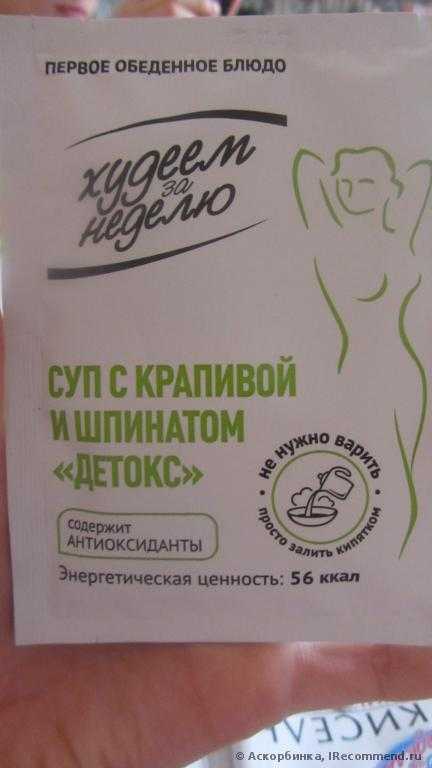 ПЕРВОЕ ОБЕДЕННОЕ БЛЮДО
худеем
за
неделю
СУП С КРАПИВОЙ
И ШПИНАТОМ
«ДЕТОКС»
не нужно варить
просто залить кипятком
содержит
АНТИОКСИДАНТЫ
Энергетическая ценность: 56 ккал
КИСЕЛ
© Аскорбинка, IRecommend.ru